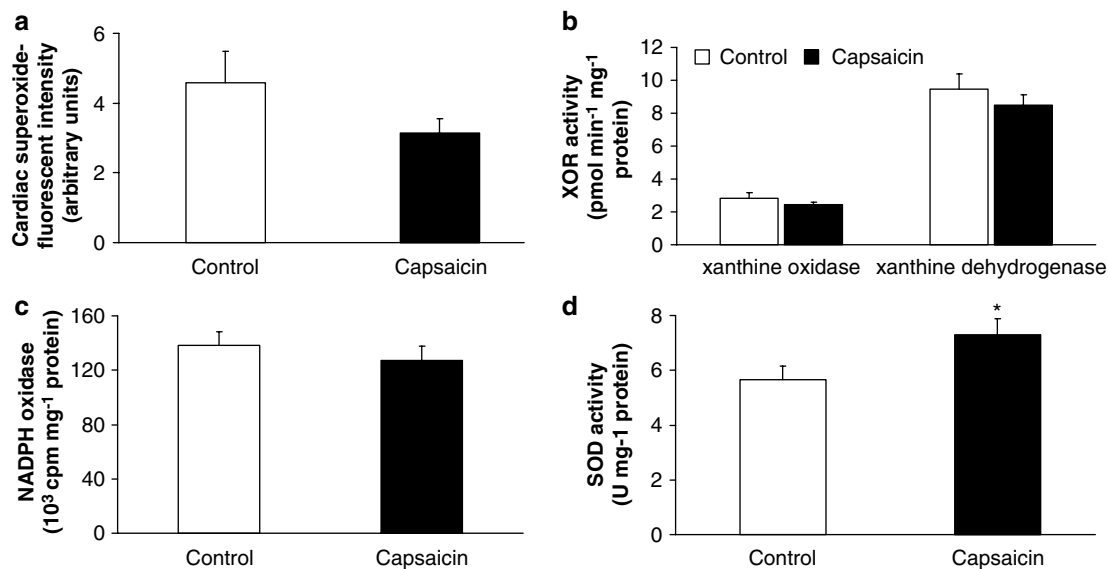 a
Cardiac superoxide-
fluorescent intensity
(arbitrary units)
6
4
2
0
Control Capsaicin
b
XOR activity
(pmol min⁻¹ mg⁻¹
protein)
12
10
8
6
4
2
0
Control Capsaicin
xanthine oxidase xanthine dehydrogenase
c
NADPH oxidase
(10³ cpm mg⁻¹ protein)
160
120
80
40
0
Control Capsaicin
d
SOD activity
(U mg-1 protein)
8
6
4
2
0
*
Control Capsaicin